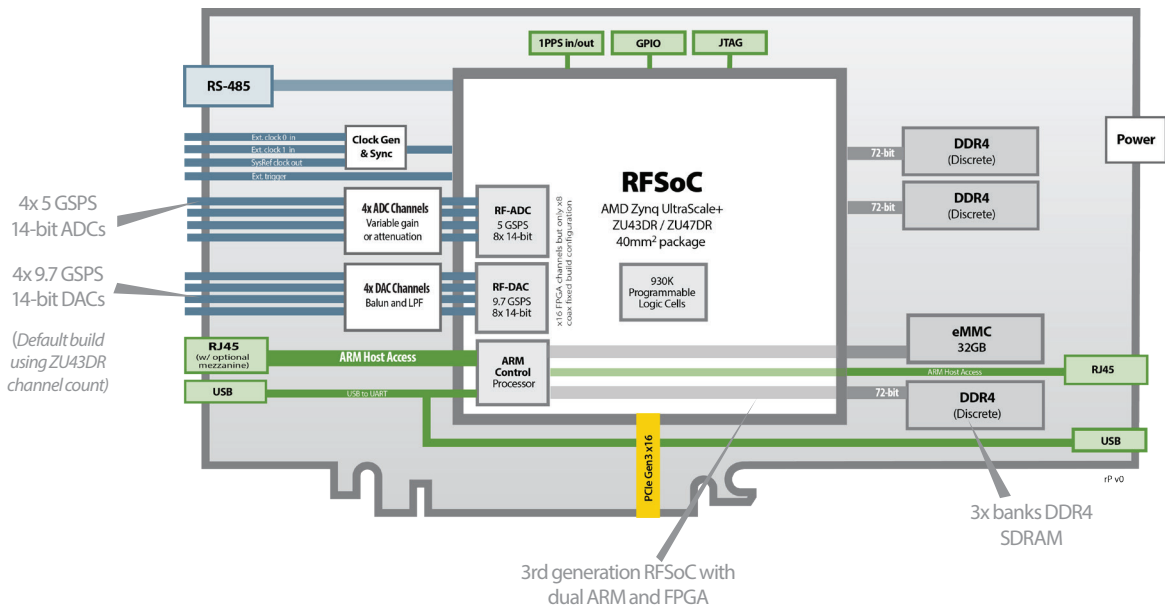 1PPS in/out
GPIO
JTAG
RS-485
Ext. clock 0 in
Ext. clock 1 in
SysRef clock out
Ext. trigger
Clock Gen
& Sync
4x 5 GSPS
14-bit ADCs
4x ADC Channels
Variable gain
or attenuation
RF-ADC
5 GSPS
8x 14-bit
4x 9.7 GSPS
14-bit DACs
4x DAC Channels
Balun and LPF
RF-DAC
9.7 GSPS
8x 14-bit
x16 FPGA channels but only x8
coax fixed build configuration
(Default build
using ZU43DR
channel count)
RJ45
(w/ optional
mezzanine)
ARM Host Access
USB
USB to UART
ARM
Control
Processor
RFSoC
AMD Zynq UltraScale+
ZU43DR / ZU47DR
40mm² package
930K
Programmable
Logic Cells
72-bit
DDR4
(Discrete)
72-bit
DDR4
(Discrete)
Power
eMMC
32GB
ARM Host Access
RJ45
72-bit
DDR4
(Discrete)
USB
PCIe Gen3 x16
rP v0
3x banks DDR4
SDRAM
3rd generation RFSoC with
dual ARM and FPGA